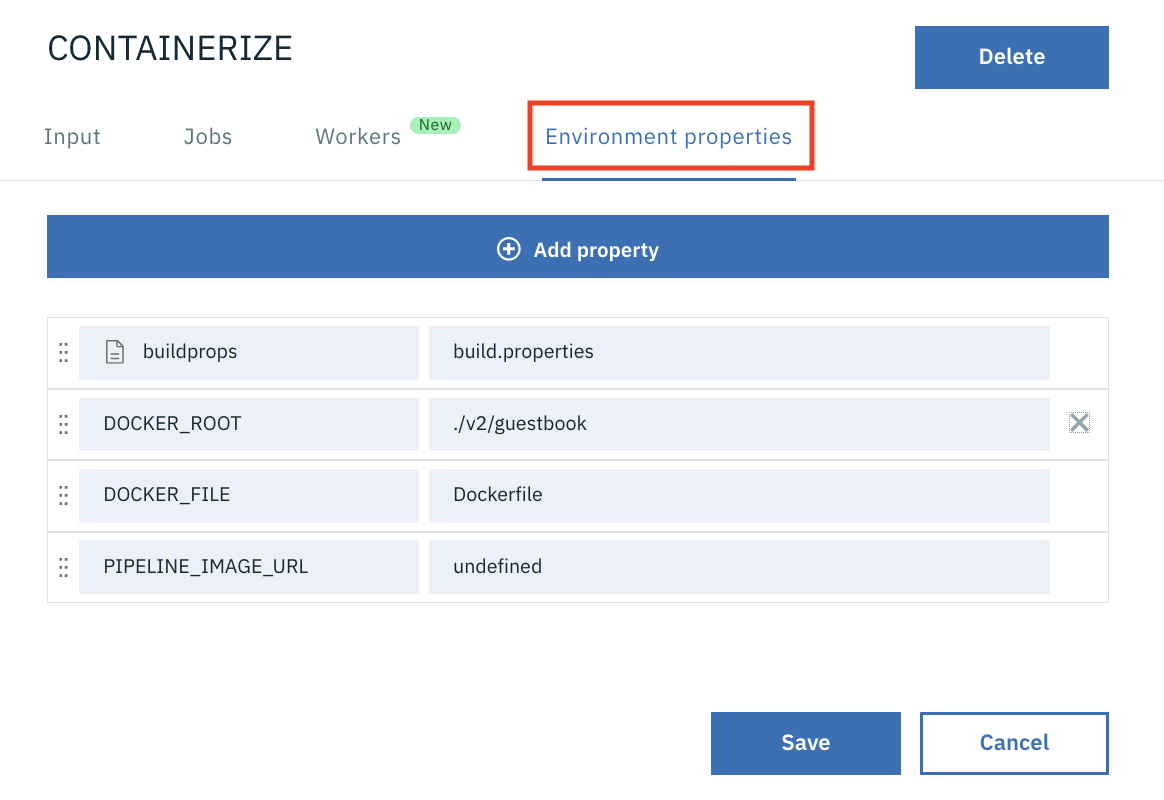 CONTAINERIZE
Delete
Input Jobs Workers New Environment properties
Add property
buildprops build.properties
DOCKER_ROOT ./v2/guestbook
DOCKER_FILE Dockerfile
PIPELINE_IMAGE_URL undefined
Save Cancel